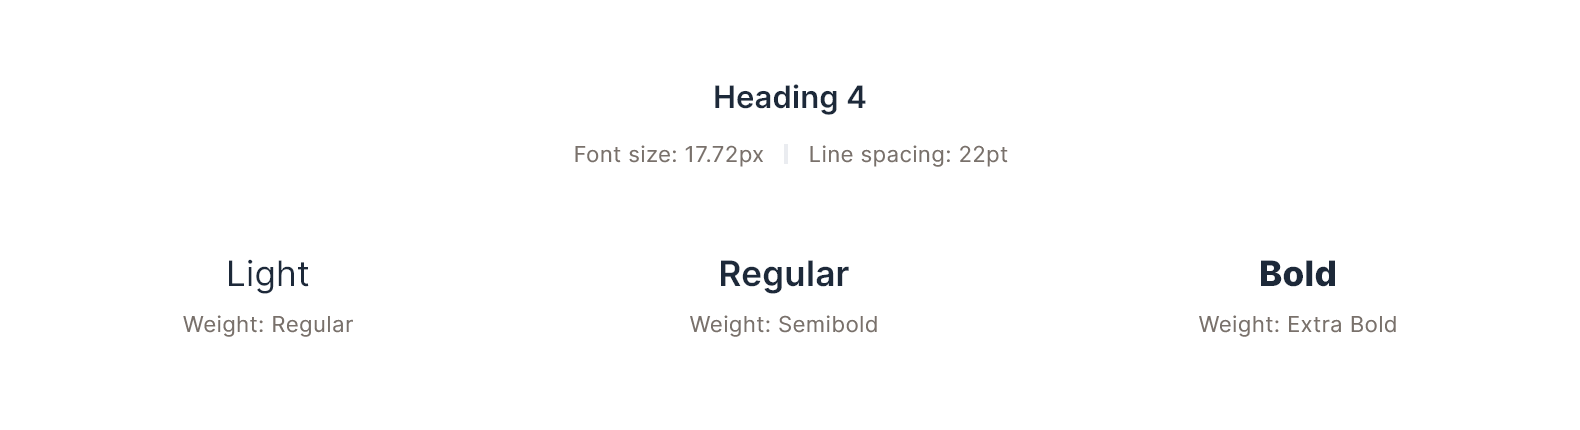 Heading 4
Font size: 17.72px | Line spacing: 22pt
Light Regular Bold
Weight: Regular Weight: Semibold Weight: Extra Bold